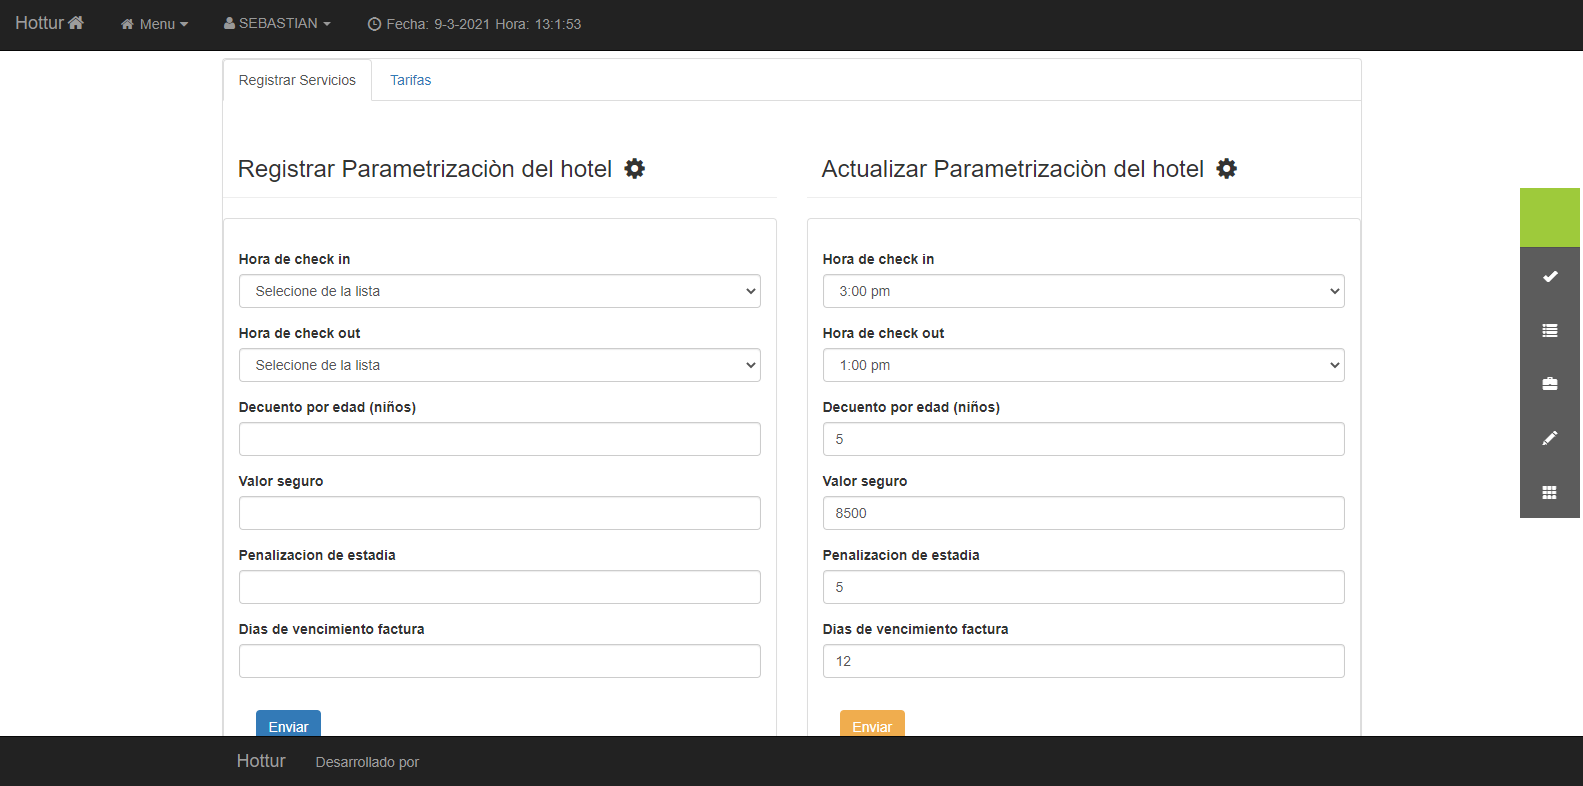 Hottur Menu SEBASTIAN Fecha: 9-3-2021 Hora: 13:1:53
Registrar Servicios Tarifas
Registrar Parametrizaciòn del hotel
Hora de check in
Selecione de la lista
Hora de check out
Selecione de la lista
Decuento por edad (niños)
Valor seguro
Penalizacion de estadia
Dias de vencimiento factura
Enviar
Actualizar Parametrizaciòn del hotel
Hora de check in
3:00 pm
Hora de check out
1:00 pm
Decuento por edad (niños)
5
Valor seguro
8500
Penalizacion de estadia
5
Dias de vencimiento factura
12
Enviar
Hottur Desarrollado por